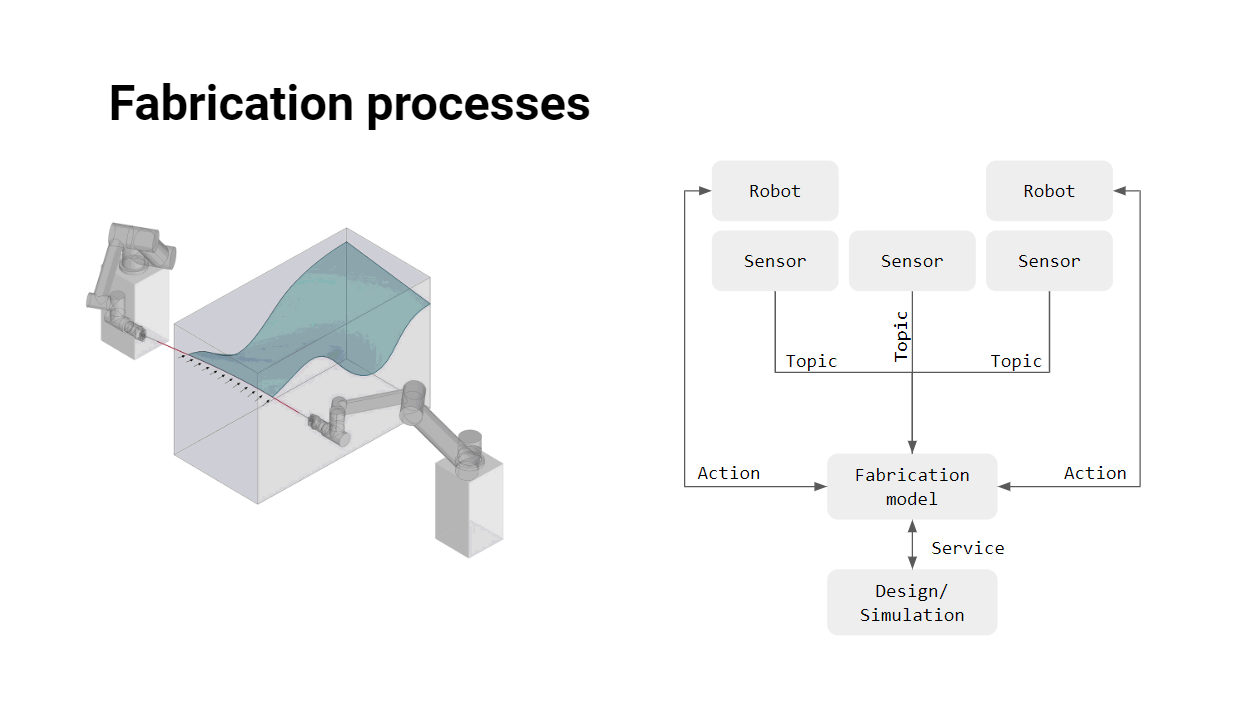 Fabrication processes
Robot
Robot
Sensor
Sensor
Sensor
Topic
Topic
Topic
Action
Fabrication
model
Action
Service
Design/
Simulation